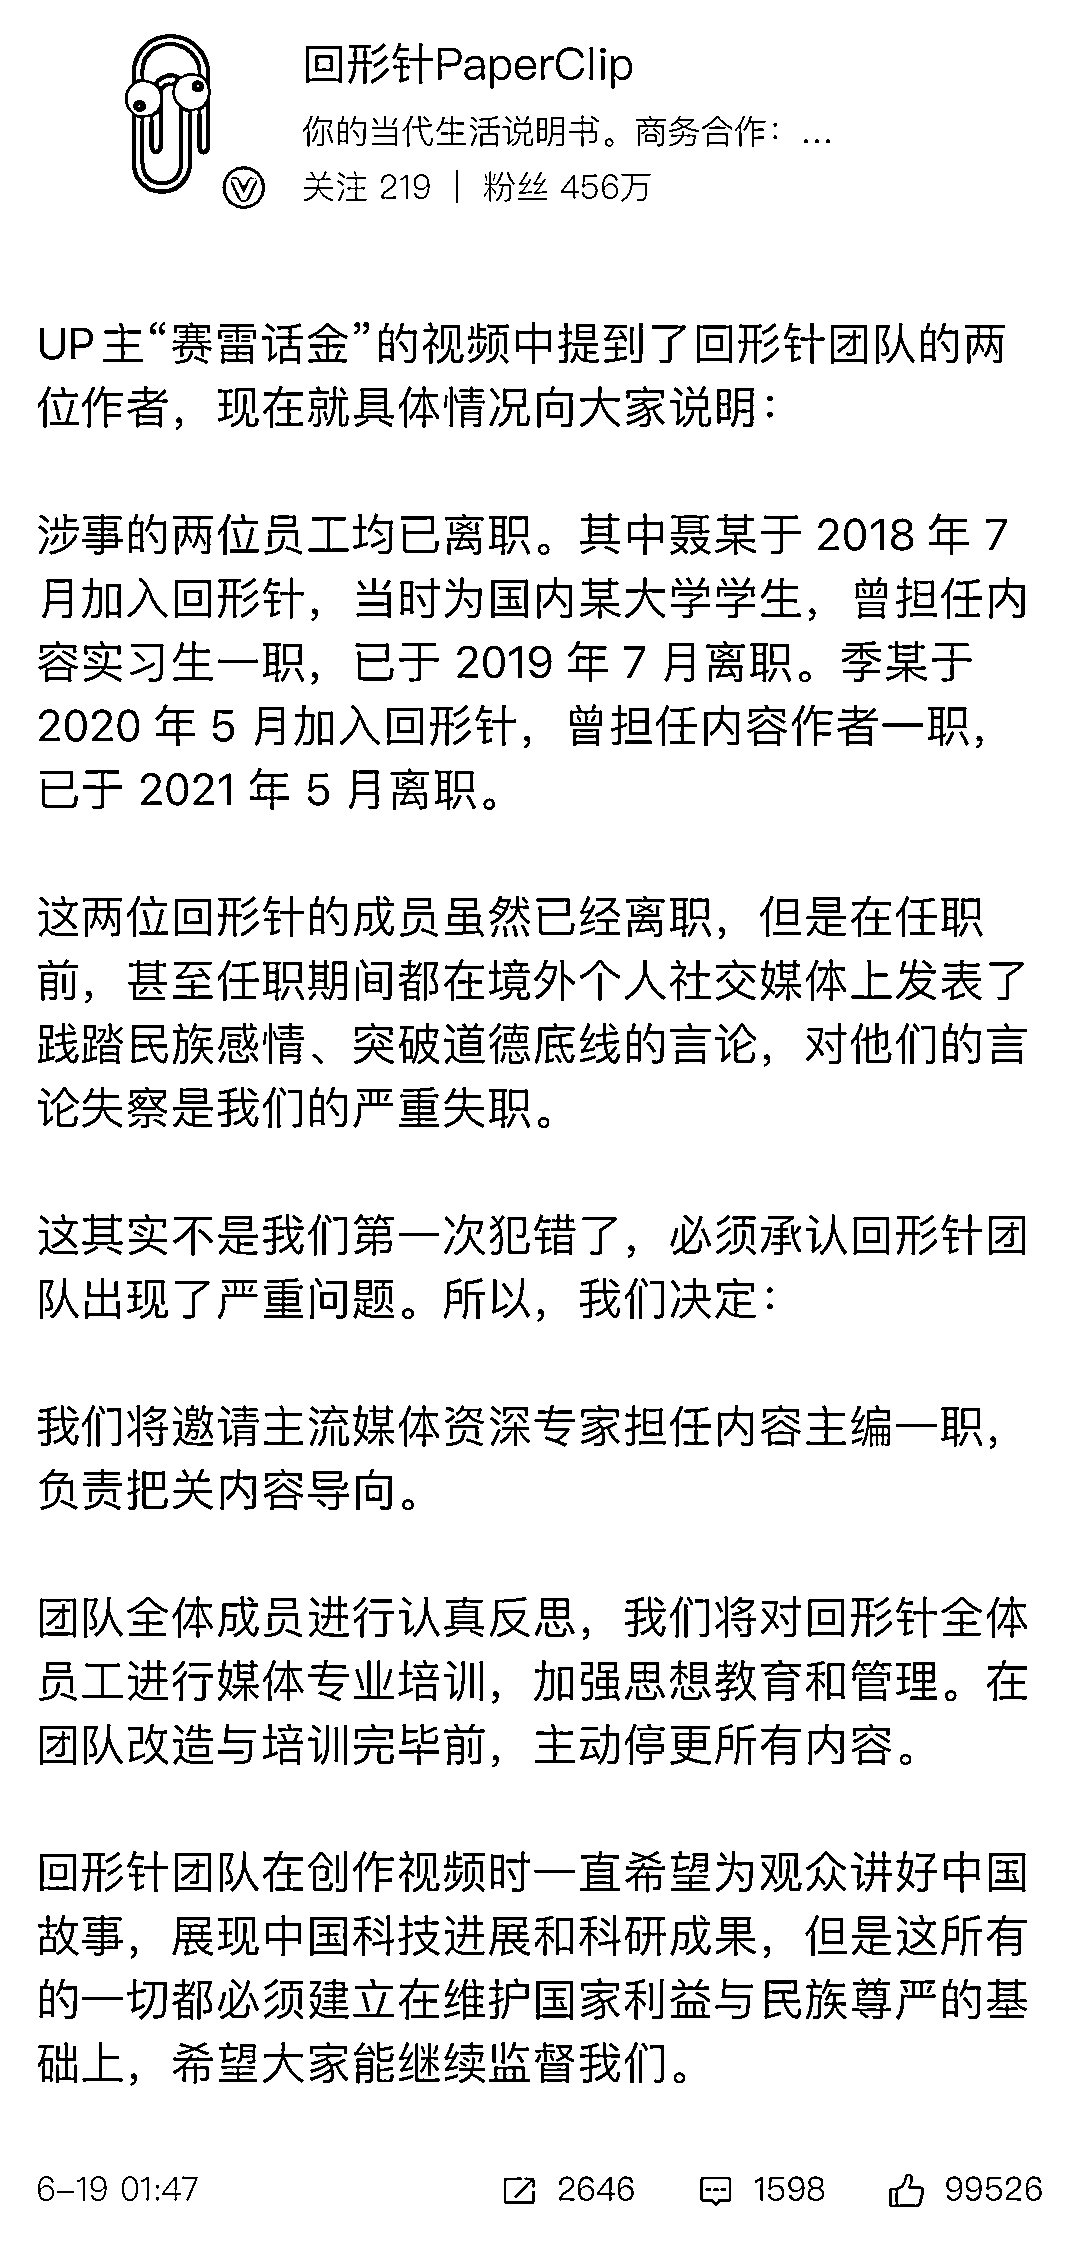 回形针PaperClip
你的当代生活说明书。商务合作：...
关注 219 | 粉丝 456万
UP主“赛雷话金”的视频中提到了回形针团队的两
位作者，现在就具体情况向大家说明：
涉事的两位员工均已离职。其中聂某于 2018 年 7
月加入回形针，当时为国内某大学学生，曾担任内
容实习生一职，已于 2019 年 7 月离职。季某于
2020 年 5 月加入回形针，曾担任内容作者一职，
已于 2021 年 5 月离职。
这两位回形针的成员虽然已经离职，但是在任职
前，甚至任职期间都在境外个人社交媒体上发表了
践踏民族感情、突破道德底线的言论，对他们的言
论失察是我们的严重失职。
这其实不是我们第一次犯错了，必须承认回形针团
队出现了严重问题。所以，我们决定：
我们将邀请主流媒体资深专家担任内容主编一职，
负责把关内容导向。
团队全体成员进行认真反思，我们将对回形针全体
员工进行媒体专业培训，加强思想教育和管理。在
团队改造与培训完毕前，主动停更所有内容。
回形针团队在创作视频时一直希望为观众讲好中国
故事，展现中国科技进展和科研成果，但是这所有
的一切都必须建立在维护国家利益与民族尊严的基
础上，希望大家能继续监督我们。
6-19 01:47 2646 1598 99526